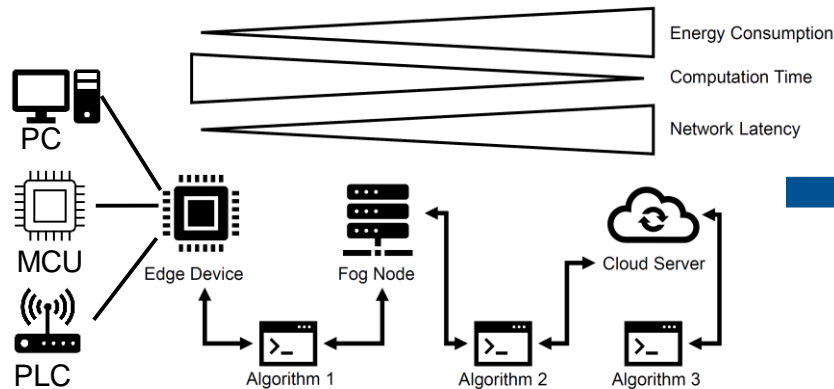 Energy Consumption
Computation Time
Network Latency
PC
MCU
PLC
Edge Device
Fog Node
Cloud Server
Algorithm 1
Algorithm 2
Algorithm 3